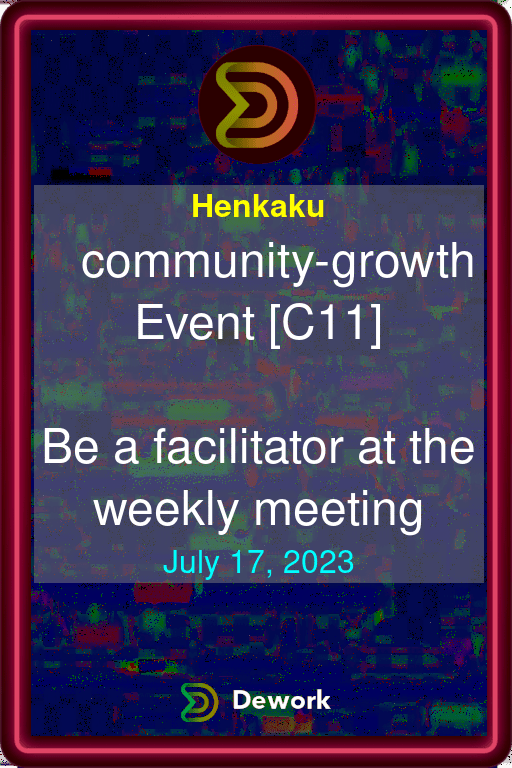 Henkaku
community-growth
Event [C11]
Be a facilitator at the
weekly meeting
July 17, 2023
Dework